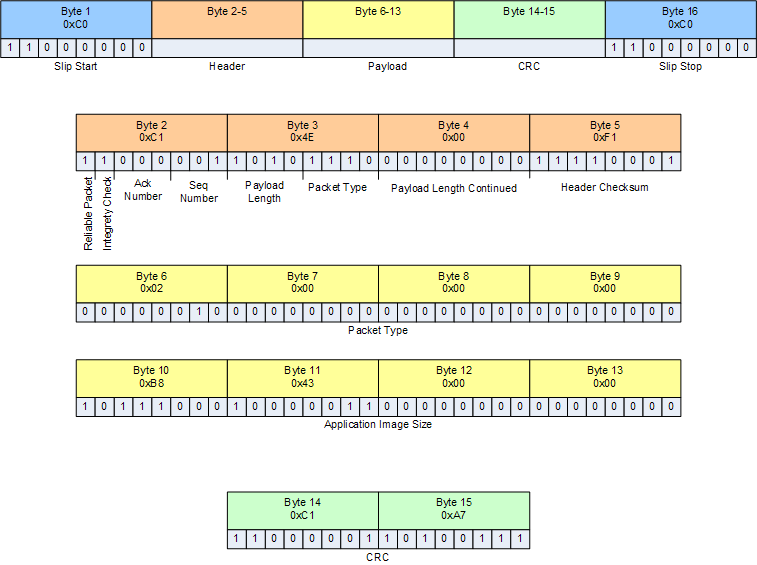 Byte 1 Byte 2-5 Byte 6-13 Byte 14-15 Byte 16
0xC0 0xC0
1 1 0 0 0 0 0 0 1 1 0 0 0 0 0 0
Slip Start Header Payload CRC Slip Stop
Byte 2 Byte 3 Byte 4 Byte 5
0xC1 0x4E 0x00 0xF1
1 1 0 0 0 0 0 1 1 0 1 0 1 1 1 0 0 0 0 0 0 0 0 0 1 1 1 1 0 0 0 1
Reliable Packet
Integrety Check
Ack
Number
Seq
Number
Payload
Length
Packet Type
Payload Length Continued
Header Checksum
Byte 6 Byte 7 Byte 8 Byte 9
0x02 0x00 0x00 0x00
0 0 0 0 0 0 1 0 0 0 0 0 0 0 0 0 0 0 0 0 0 0 0 0 0 0 0 0 0 0 0 0
Packet Type
Byte 10 Byte 11 Byte 12 Byte 13
0xB8 0x43 0x00 0x00
1 0 1 1 1 0 0 0 1 0 0 0 0 0 1 1 0 0 0 0 0 0 0 0 0 0 0 0 0 0 0 0
Application Image Size
Byte 14 Byte 15
0xC1 0xA7
1 1 0 0 0 0 0 1 1 0 1 0 0 1 1 1
CRC